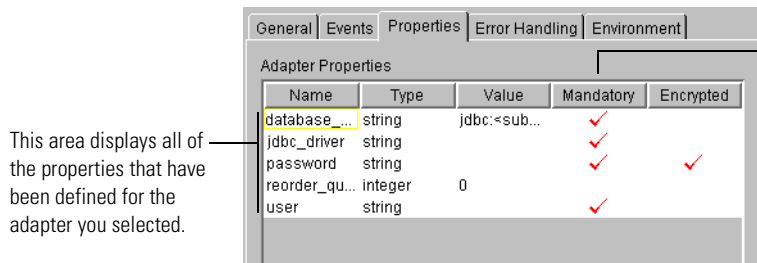 General Events Properties Error Handling Environment
Adapter Properties
Name Type Value Mandatory Encrypted
database_... string jdbc:<sub...
jdbc_driver string
password string
reorder_qu... integer 0
user string
This area displays all of
the properties that have
been defined for the
adapter you selected.